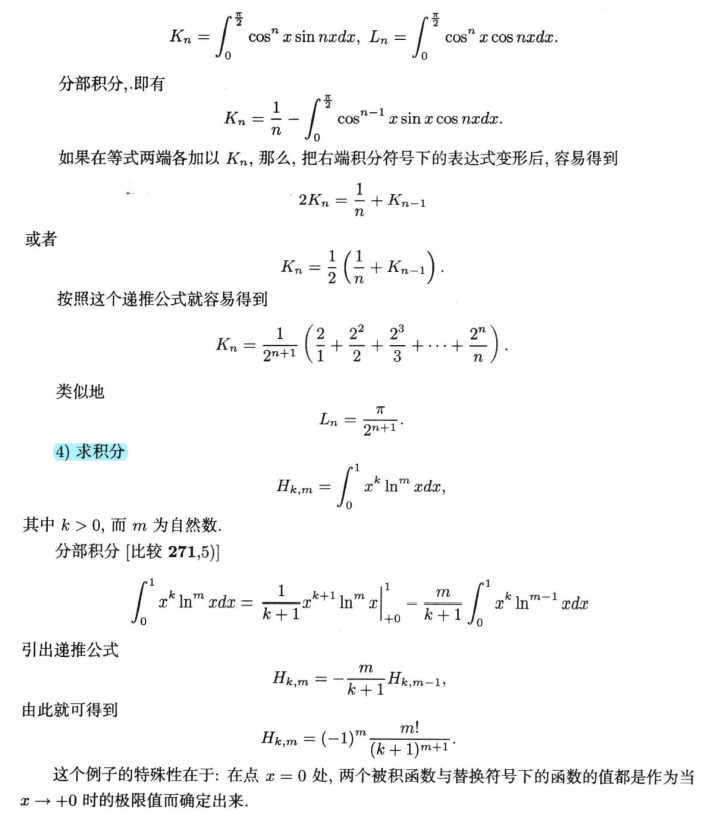 K_n = \int_0^{\frac{\pi}{2}} \cos^n x \sin nxdx, L_n = \int_0^{\frac{\pi}{2}} \cos^n x \cos nxdx.
分部积分,.即有
K_n = \frac{1}{n} - \int_0^{\frac{\pi}{2}} \cos^{n-1} x \sin x \cos nxdx.
如果在等式两端各加以 K_n, 那么, 把右端积分符号下的表达式变形后, 容易得到
2K_n = \frac{1}{n} + K_{n-1}
或者
K_n = \frac{1}{2} \left( \frac{1}{n} + K_{n-1} \right).
按照这个递推公式就容易得到
K_n = \frac{1}{2^{n+1}} \left( \frac{2}{1} + \frac{2^2}{2} + \frac{2^3}{3} + \cdots + \frac{2^n}{n} \right).
类似地
L_n = \frac{\pi}{2^{n+1}}.
4) 求积分
H_{k,m} = \int_0^1 x^k \ln^m xdx,
其中 k > 0, 而 m 为自然数.
分部积分 [比较 271,5)]
\int_0^1 x^k \ln^m xdx = \frac{1}{k+1} x^{k+1} \ln^m x \Big|_{+0}^1 - \frac{m}{k+1} \int_0^1 x^k \ln^{m-1} xdx
引出递推公式
H_{k,m} = -\frac{m}{k+1} H_{k,m-1},
由此就可得到
H_{k,m} = (-1)^m \frac{m!}{(k+1)^{m+1}}.
这个例子的特殊性在于: 在点 x = 0 处, 两个被积函数与替换符号下的函数的值都是作为当
x → +0 时的极限值而确定出来.